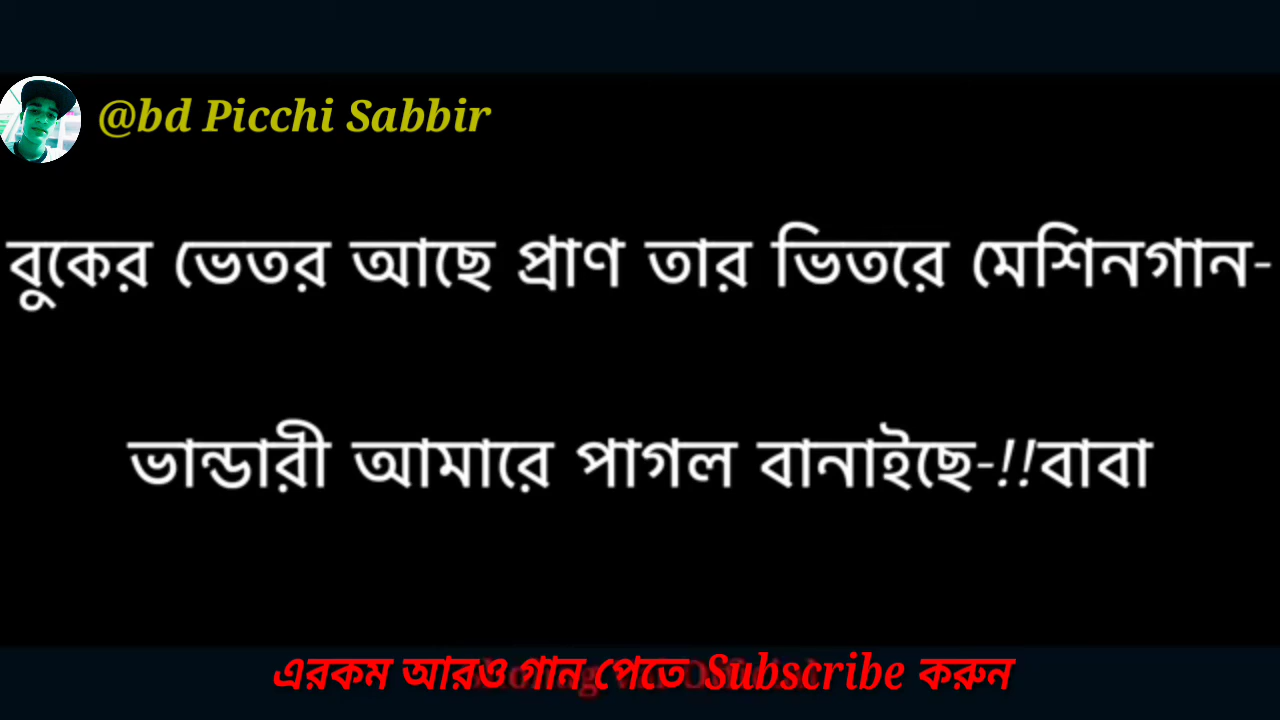 @bd Picchi Sabbir
বুকের ভেতর আছে প্রাণ তার ভিতরে মেশিনগান-
ভান্ডারী আমারে পাগল বানাইছে-!!বাবা
এরকম আরও গান পেতে Subscribe করুন